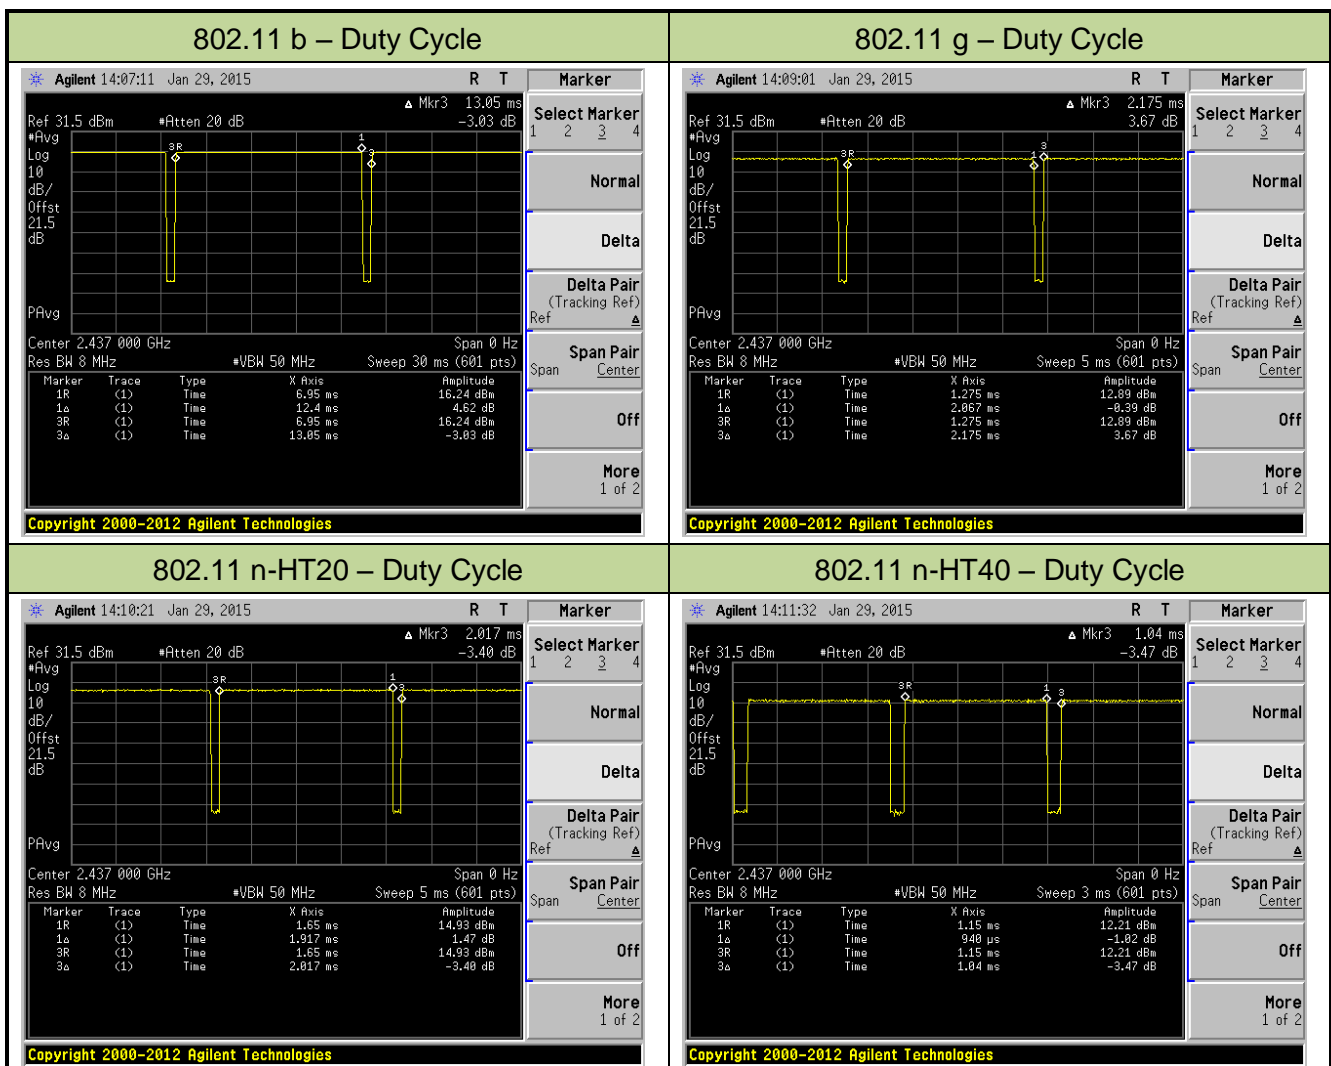 802.11 b – Duty Cycle
Agilent 14:07:11 Jan 29, 2015 R T
Δ Mkr3 13.05 ms
Ref 31.5 dBm #Atten 20 dB -3.03 dB
#Avg
Log
10
dB/
Offst
21.5
dB
PAvg
1
3R
3
Center 2.437 000 GHz Span 0 Hz
Res BW 8 MHz #VBW 50 MHz Sweep 30 ms (601 pts)
Marker Trace Type X Axis Amplitude
1R (1) Time 6.95 ms 16.24 dBm
1Δ (1) Time 12.4 ms 4.62 dB
3R (1) Time 6.95 ms 16.24 dBm
3Δ (1) Time 13.05 ms -3.03 dB
Copyright 2000-2012 Agilent Technologies
Marker
Select Marker
1 2 3 4
Normal
Delta
Delta Pair
(Tracking Ref)
Ref Δ
Span Pair
Span Center
Off
More
1 of 2
802.11 g – Duty Cycle
Agilent 14:09:01 Jan 29, 2015 R T
Δ Mkr3 2.175 ms
Ref 31.5 dBm #Atten 20 dB 3.67 dB
#Avg
Log
10
dB/
Offst
21.5
dB
PAvg
3R
1
3
Center 2.437 000 GHz Span 0 Hz
Res BW 8 MHz #VBW 50 MHz Sweep 5 ms (601 pts)
Marker Trace Type X Axis Amplitude
1R (1) Time 1.275 ms 12.89 dBm
1Δ (1) Time 2.067 ms -0.39 dB
3R (1) Time 1.275 ms 12.89 dBm
3Δ (1) Time 2.175 ms 3.67 dB
Copyright 2000-2012 Agilent Technologies
Marker
Select Marker
1 2 3 4
Normal
Delta
Delta Pair
(Tracking Ref)
Ref Δ
Span Pair
Span Center
Off
More
1 of 2
802.11 n-HT20 – Duty Cycle
Agilent 14:10:21 Jan 29, 2015 R T
Δ Mkr3 2.017 ms
Ref 31.5 dBm #Atten 20 dB -3.40 dB
#Avg
Log
10
dB/
Offst
21.5
dB
PAvg
3R
1
3
Center 2.437 000 GHz Span 0 Hz
Res BW 8 MHz #VBW 50 MHz Sweep 5 ms (601 pts)
Marker Trace Type X Axis Amplitude
1R (1) Time 1.65 ms 14.93 dBm
1Δ (1) Time 1.917 ms 1.47 dB
3R (1) Time 1.65 ms 14.93 dBm
3Δ (1) Time 2.017 ms -3.40 dB
Copyright 2000-2012 Agilent Technologies
Marker
Select Marker
1 2 3 4
Normal
Delta
Delta Pair
(Tracking Ref)
Ref Δ
Span Pair
Span Center
Off
More
1 of 2
802.11 n-HT40 – Duty Cycle
Agilent 14:11:32 Jan 29, 2015 R T
Δ Mkr3 1.04 ms
Ref 31.5 dBm #Atten 20 dB -3.47 dB
#Avg
Log
10
dB/
Offst
21.5
dB
PAvg
3R
1
3
Center 2.437 000 GHz Span 0 Hz
Res BW 8 MHz #VBW 50 MHz Sweep 3 ms (601 pts)
Marker Trace Type X Axis Amplitude
1R (1) Time 1.15 ms 12.21 dBm
1Δ (1) Time 940 µs -1.02 dB
3R (1) Time 1.15 ms 12.21 dBm
3Δ (1) Time 1.04 ms -3.47 dB
Copyright 2000-2012 Agilent Technologies
Marker
Select Marker
1 2 3 4
Normal
Delta
Delta Pair
(Tracking Ref)
Ref Δ
Span Pair
Span Center
Off
More
1 of 2